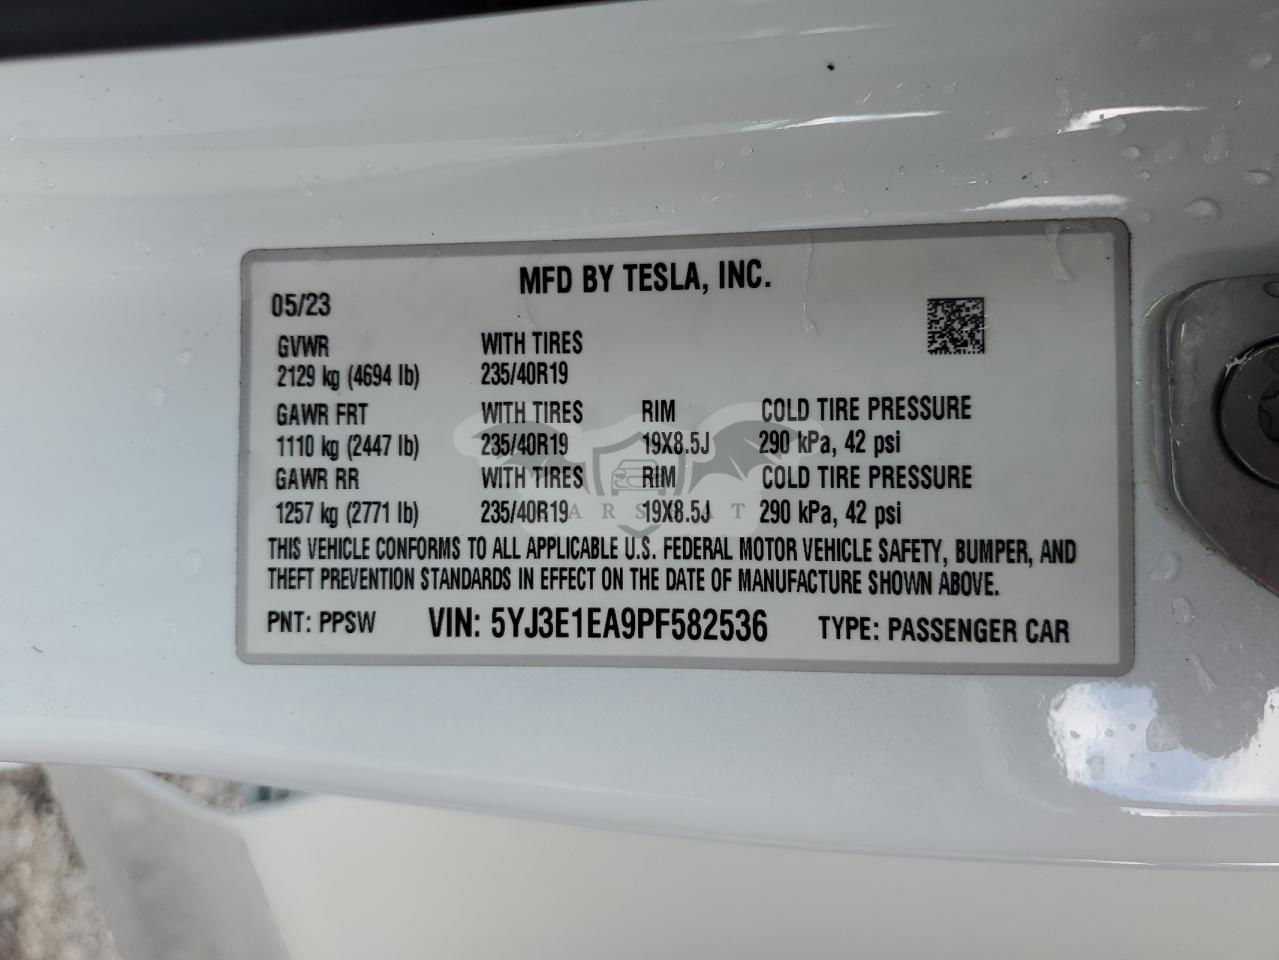 MFD BY TESLA, INC.
05/23
GVWR WITH TIRES
2129 kg (4694 lb) 235/40R19
GAWR FRT WITH TIRES RIM COLD TIRE PRESSURE
1110 kg (2447 lb) 235/40R19 19X8.5J 290 kPa, 42 psi
GAWR RR WITH TIRES RIM COLD TIRE PRESSURE
1257 kg (2771 lb) 235/40R19 19X8.5J 290 kPa, 42 psi
THIS VEHICLE CONFORMS TO ALL APPLICABLE U.S. FEDERAL MOTOR VEHICLE SAFETY, BUMPER, AND
THEFT PREVENTION STANDARDS IN EFFECT ON THE DATE OF MANUFACTURE SHOWN ABOVE.
PNT: PPSW VIN: 5YJ3E1EA9PF582536 TYPE: PASSENGER CAR